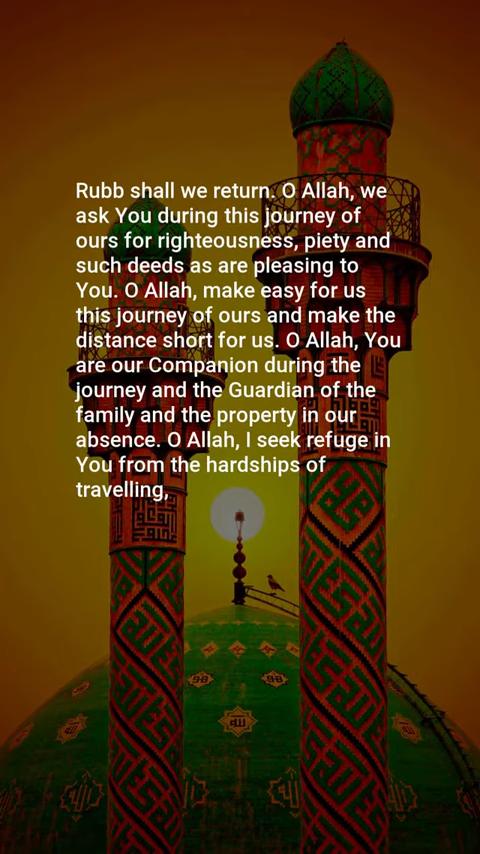 Rubb shall we return. O Allah, we
ask You during this journey of
ours for righteousness, piety and
such deeds as are pleasing to
You. O Allah, make easy for us
this journey of ours and make the
distance short for us. O Allah, You
are our Companion during the
journey and the Guardian of the
family and the property in our
absence. O Allah, I seek refuge in
You from the hardships of
travelling,